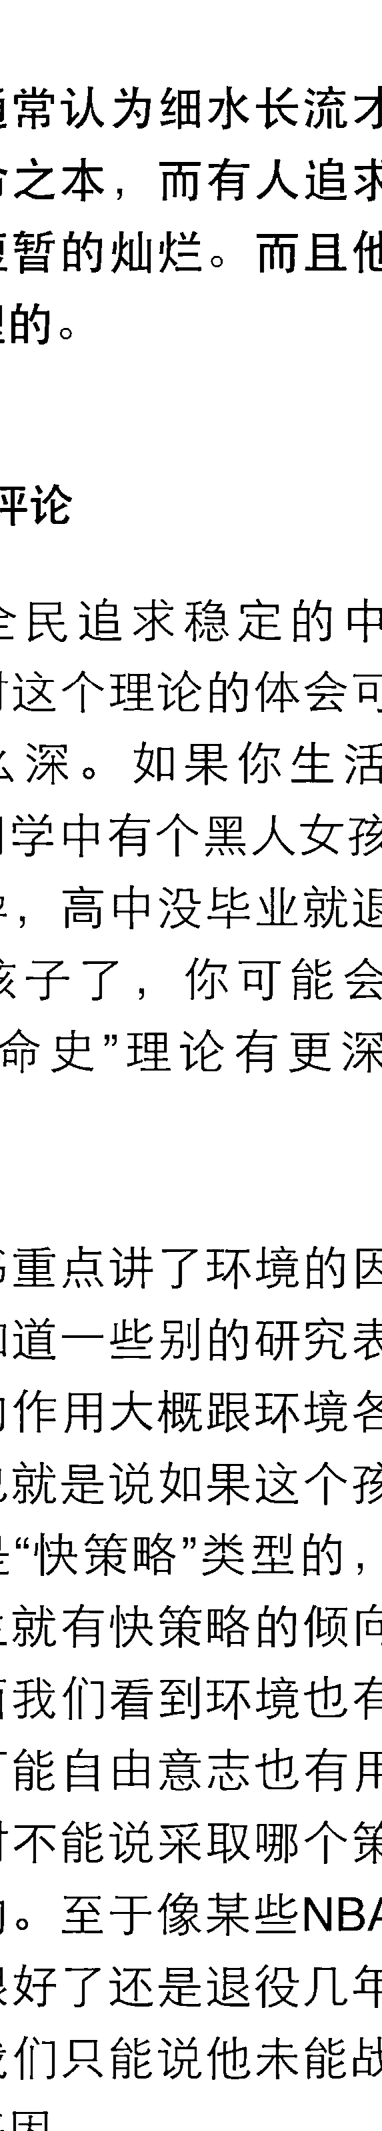 通常认为细水长流才
命之本，而有人追求
短暂的灿烂。而且他
理的。
评论
全民追求稳定的中
对这个理论的体会可
么深。如果你生活
同学中有个黑人女孩
孕，高中没毕业就退
孩子了，你可能会
命史”理论有更深
书重点讲了环境的因
知道一些别的研究表
的作用大概跟环境各
也就是说如果这个孩
是“快策略”类型的，
生就有快策略的倾向
面我们看到环境也有
可能自由意志也有用
对不能说采取哪个策
的。至于像某些NBA
很好了还是退役几年
我们只能说他未能战
基因